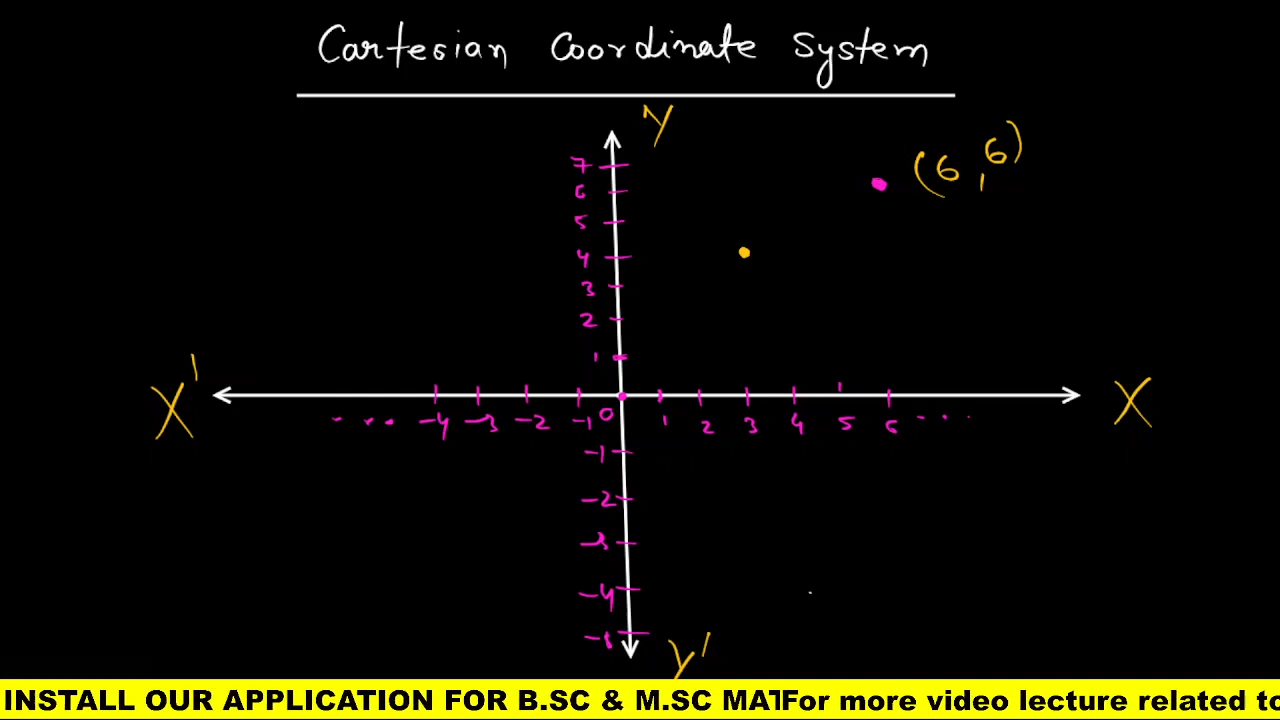 Cartesian Coordinate System
Y
(6,6)
7
6
5
4
3
2
1
X'
X
0
-4 -3 -2 -1 1 2 3 4 5 6
-1
-2
-3
-4
Y'
INSTALL OUR APPLICATION FOR B.SC & M.SC MAT For more video lecture related to